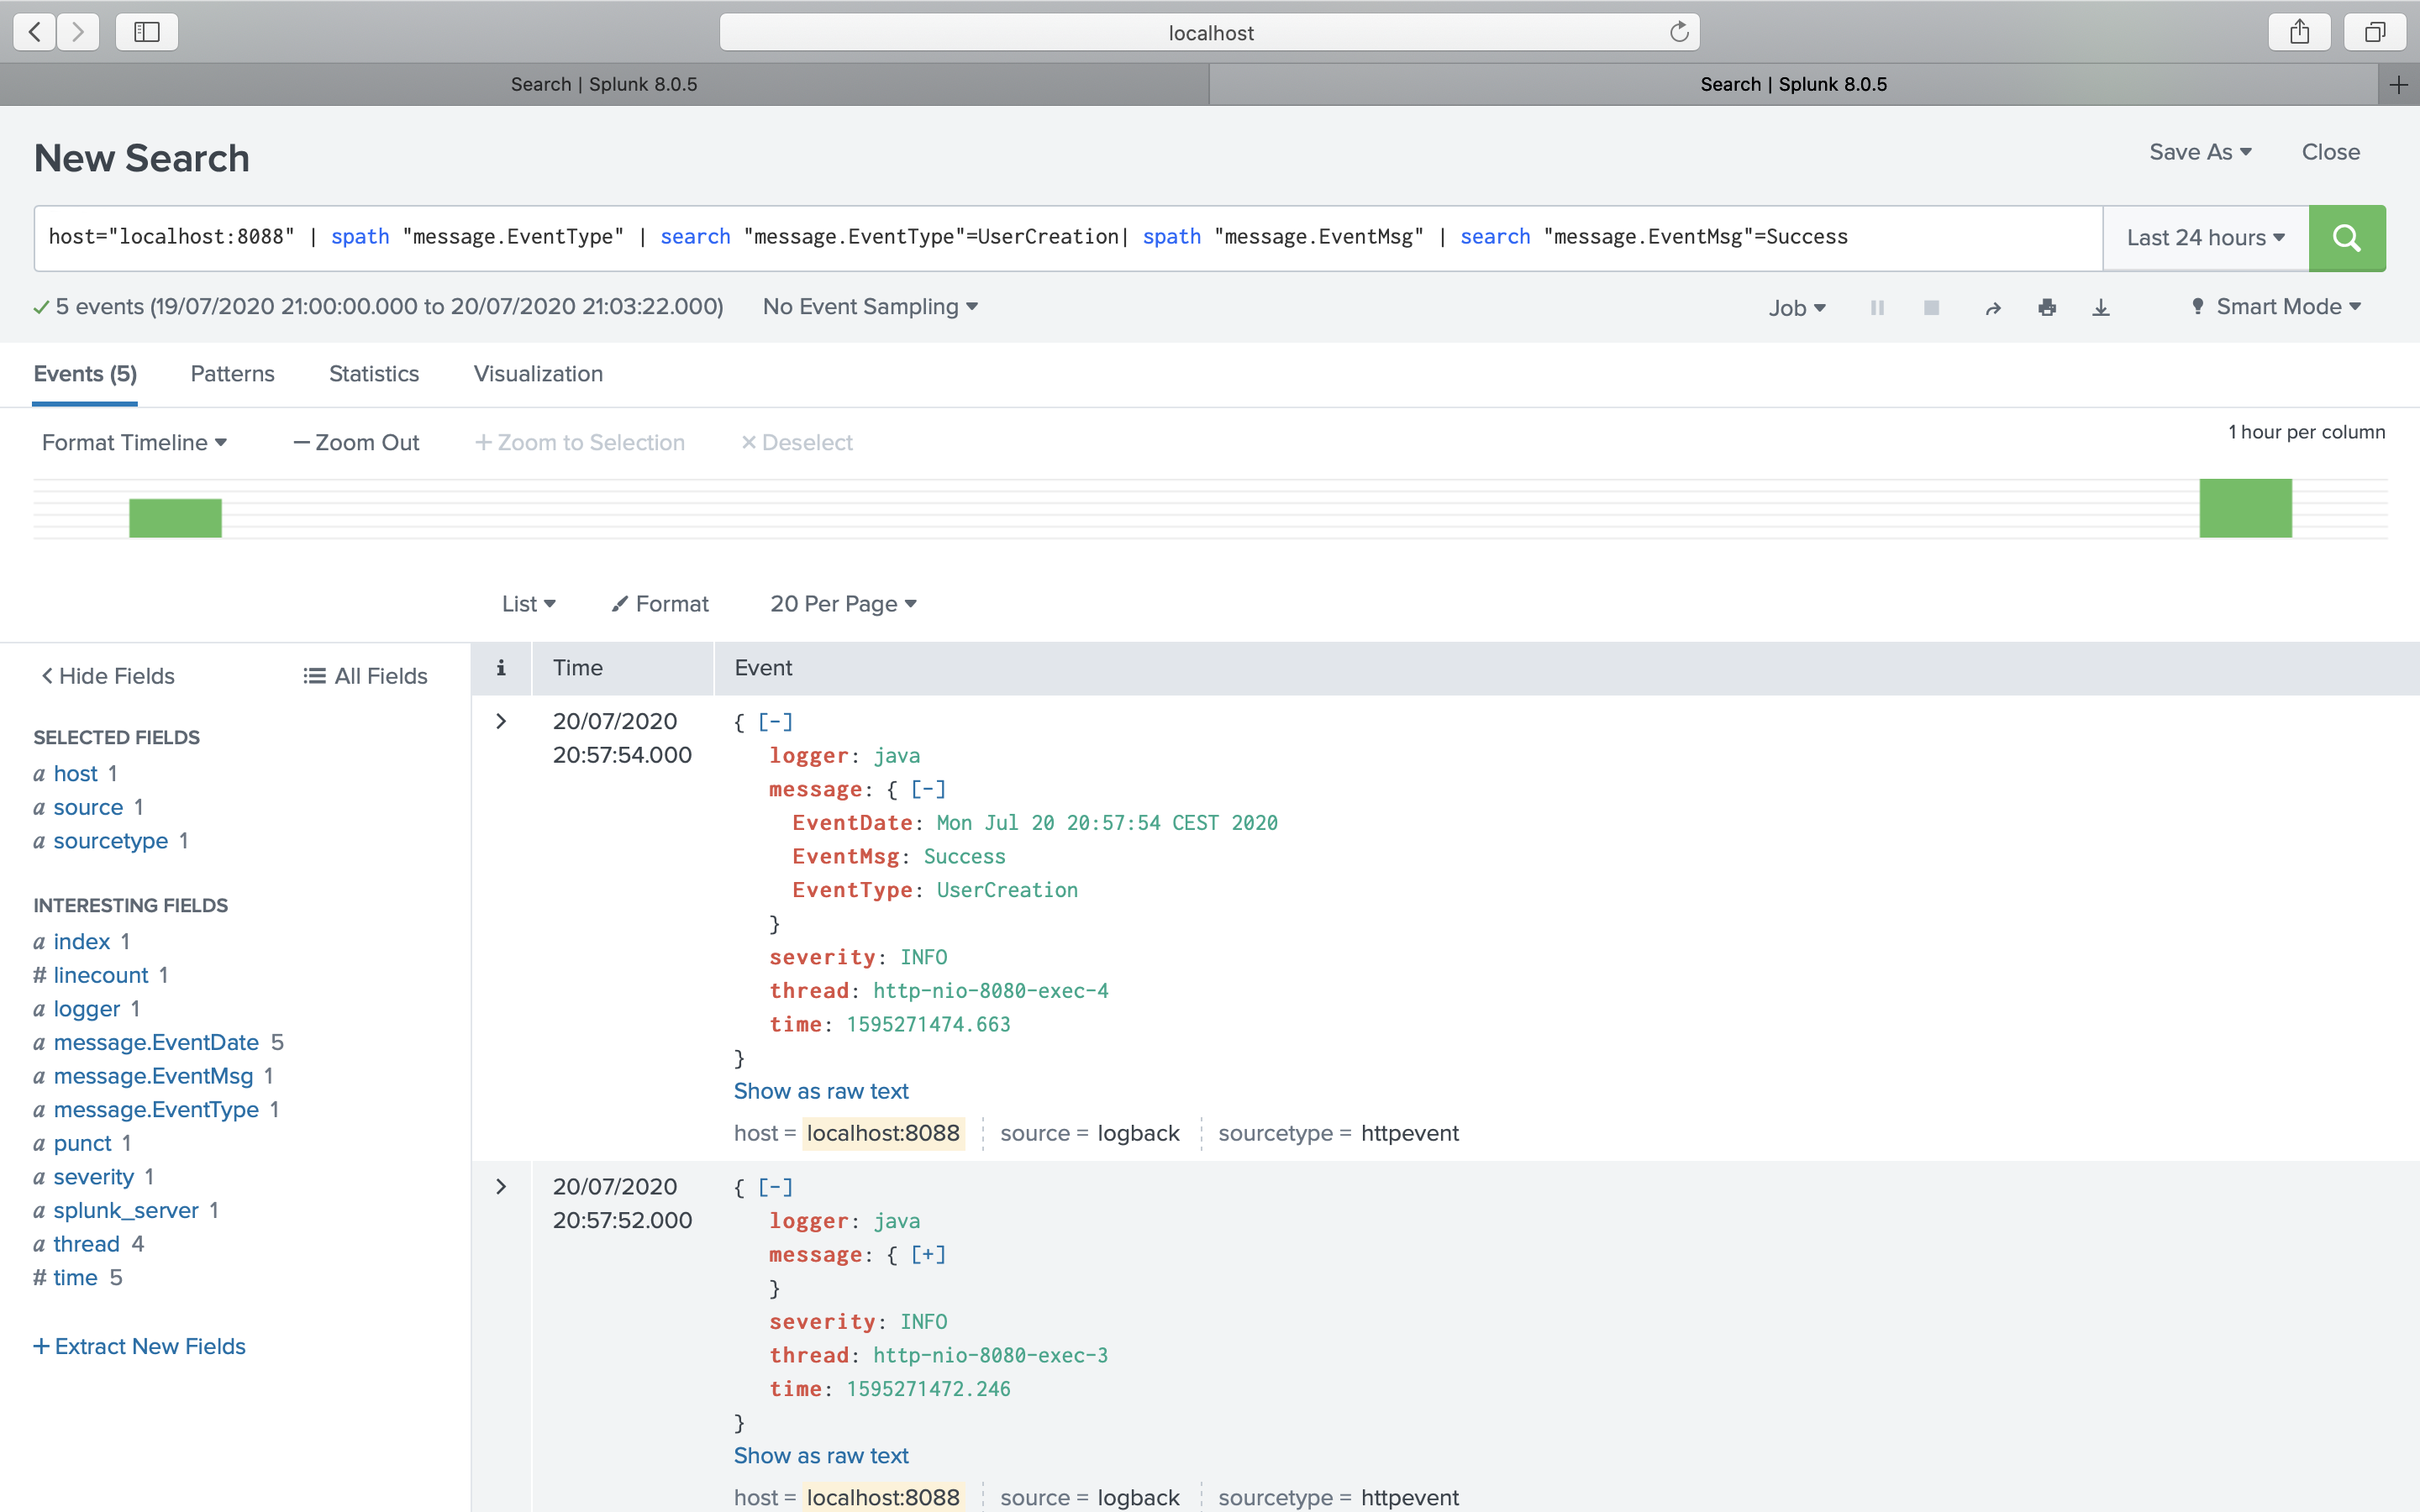 localhost
Search | Splunk 8.0.5
Search | Splunk 8.0.5
New Search
Save As
Close
host="localhost:8088" | spath "message.EventType" | search "message.EventType"=UserCreation| spath "message.EventMsg" | search "message.EventMsg"=Success
Last 24 hours
5 events (19/07/2020 21:00:00.000 to 20/07/2020 21:03:22.000)
No Event Sampling
Job
Smart Mode
Events (5)
Patterns
Statistics
Visualization
Format Timeline
— Zoom Out
+ Zoom to Selection
× Deselect
1 hour per column
List
Format
20 Per Page
< Hide Fields
All Fields
SELECTED FIELDS
a host 1
a source 1
a sourcetype 1
INTERESTING FIELDS
a index 1
# linecount 1
a logger 1
a message.EventDate 5
a message.EventMsg 1
a message.EventType 1
a punct 1
a severity 1
a splunk_server 1
a thread 4
# time 5
+ Extract New Fields
i
Time
Event
>
20/07/2020
20:57:54.000
{ [-]
logger: java
message: { [-]
EventDate: Mon Jul 20 20:57:54 CEST 2020
EventMsg: Success
EventType: UserCreation
}
severity: INFO
thread: http-nio-8080-exec-4
time: 1595271474.663
}
Show as raw text
host = localhost:8088
source = logback
sourcetype = httpevent
>
20/07/2020
20:57:52.000
{ [-]
logger: java
message: { [+]
}
severity: INFO
thread: http-nio-8080-exec-3
time: 1595271472.246
}
Show as raw text
host = localhost:8088
source = logback
sourcetype = httpevent